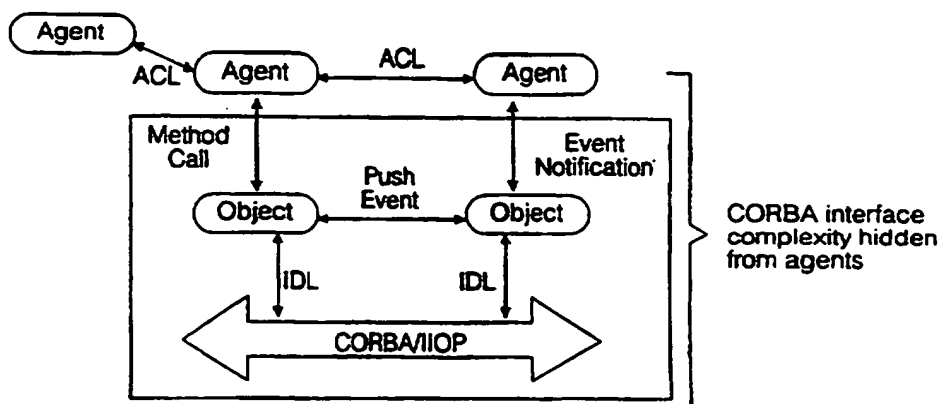 Agent
ACL
Agent
ACL
Agent
Method
Call
Event
Notification
Push
Event
Object
Object
CORBA interface
complexity hidden
from agents
IDL
IDL
CORBA/IIOP